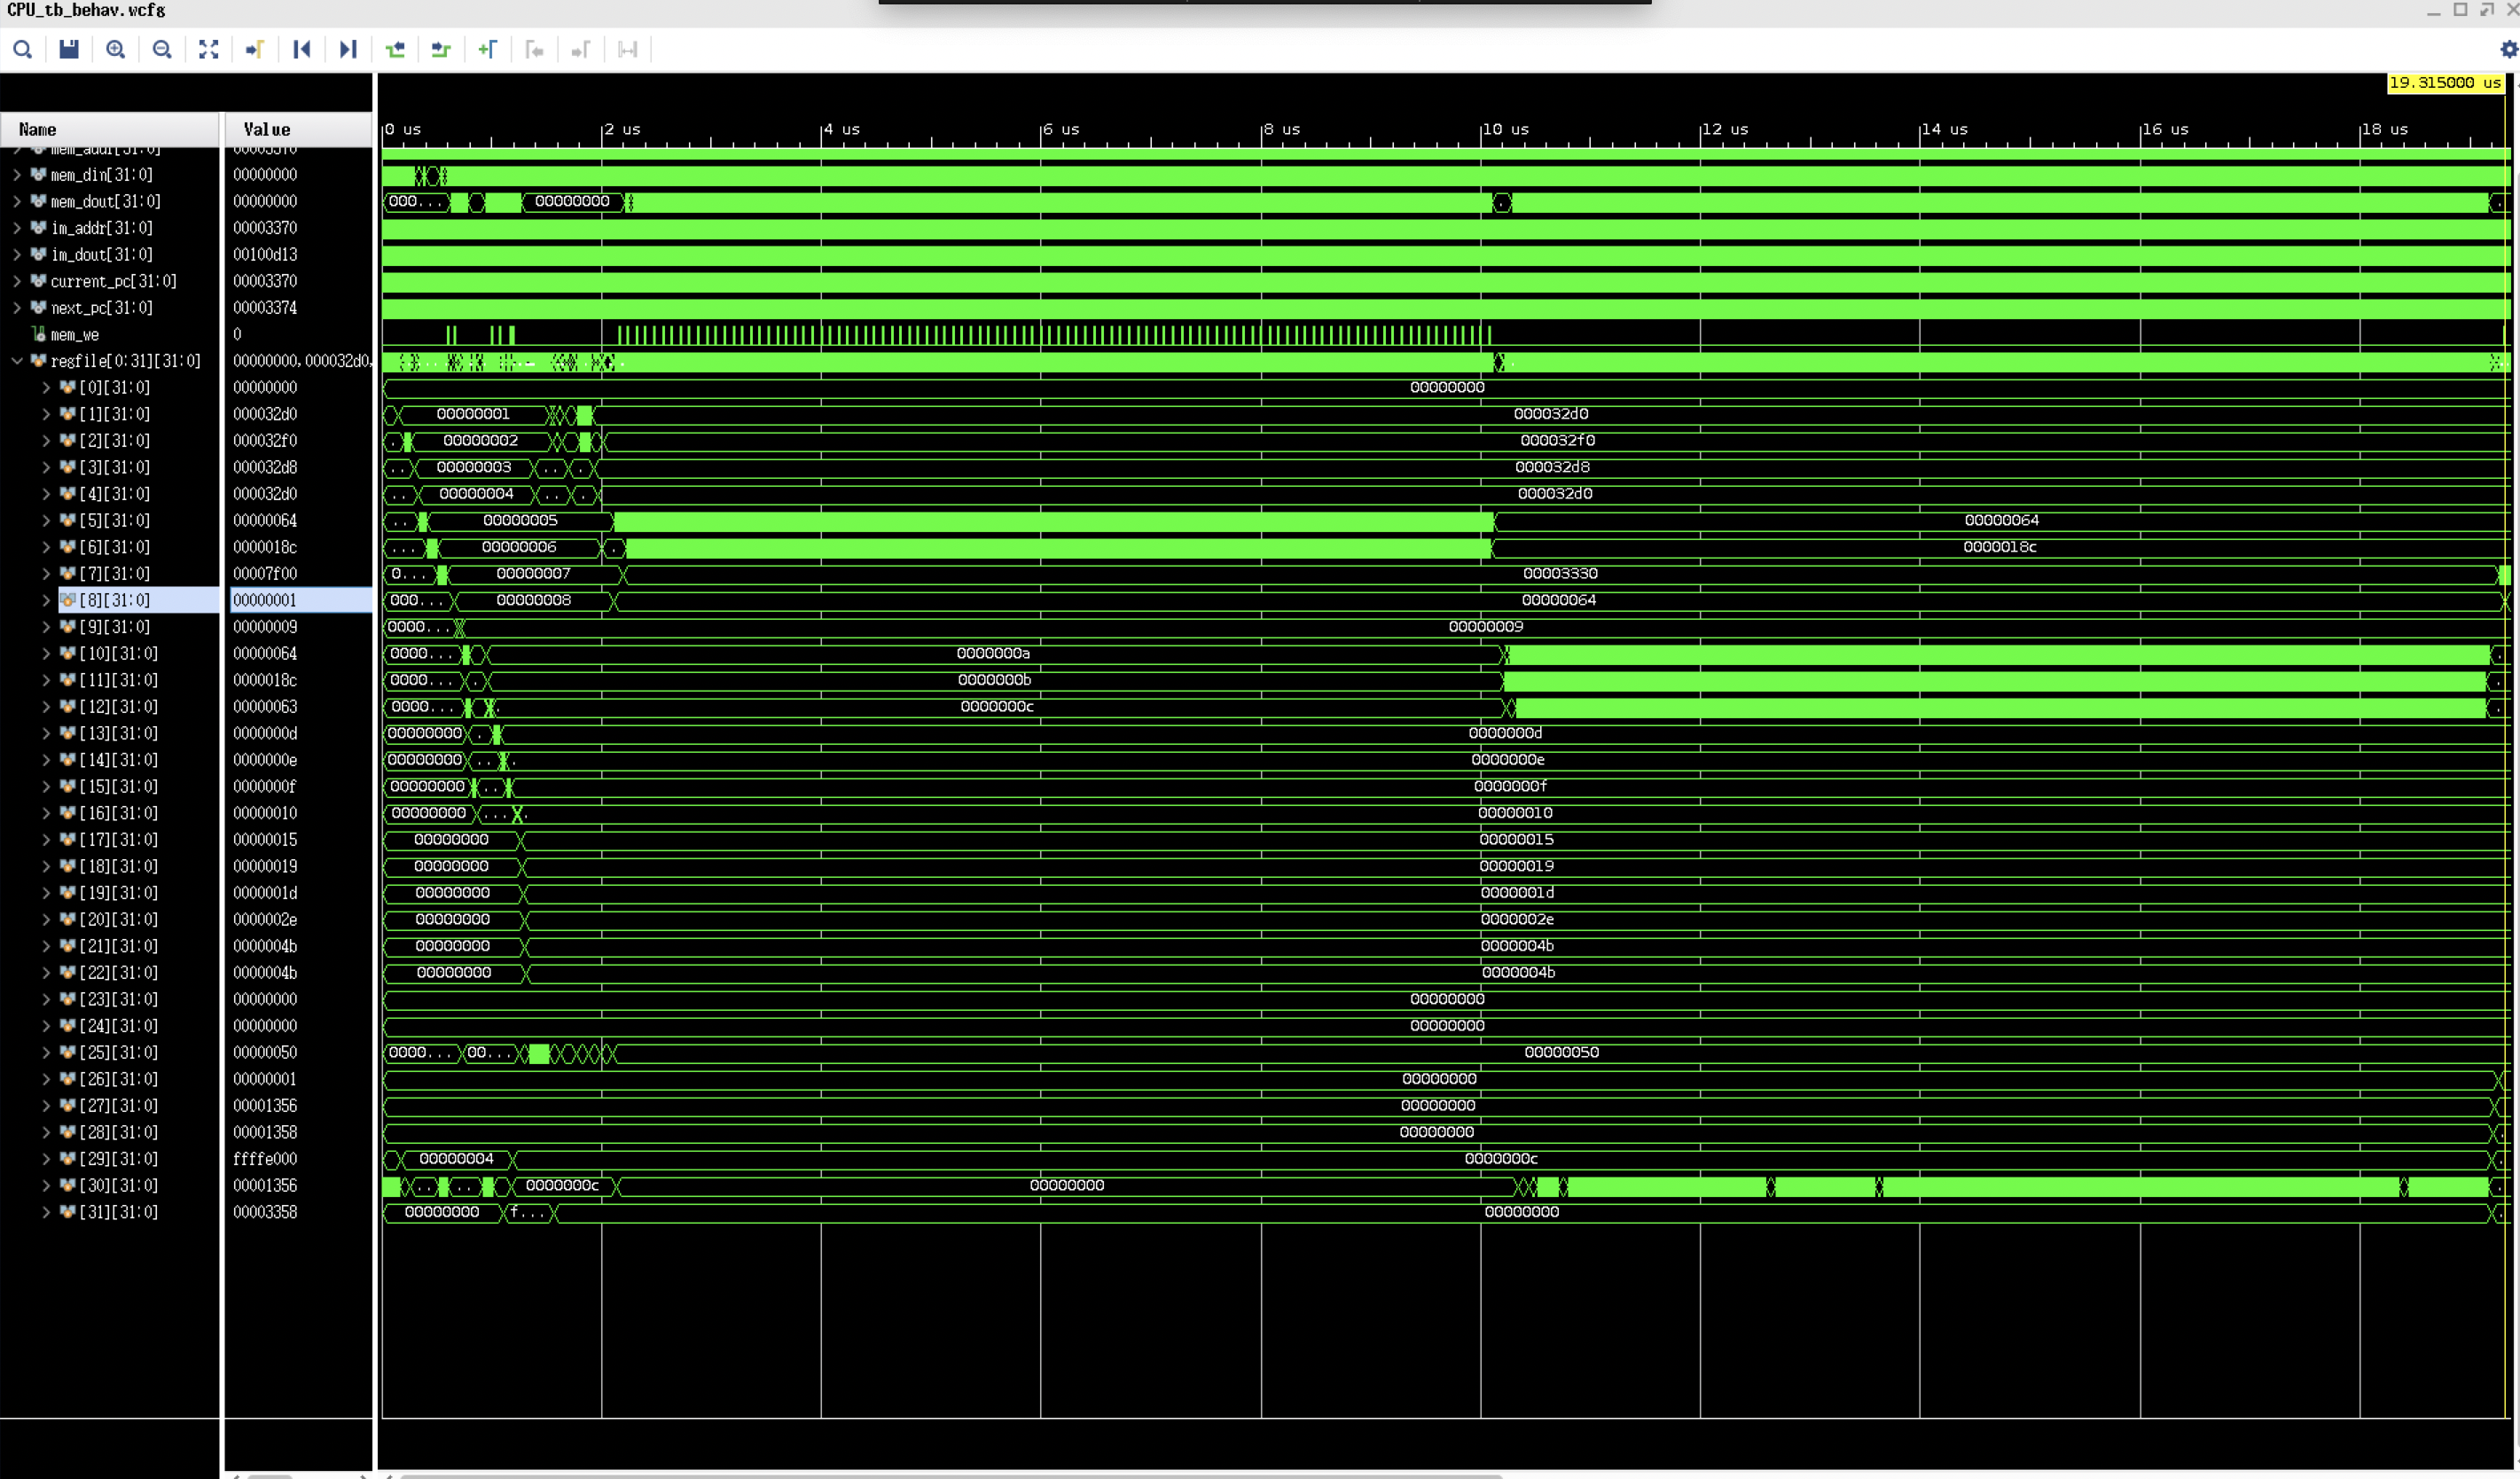 CPU_tb_behav.wcfg
19.315000 us
Name Value 0 us 2 us 4 us 6 us 8 us 10 us 12 us 14 us 16 us 18 us
mem_addr[31:0] 00003370
mem_din[31:0] 00000000
mem_dout[31:0] 00000000 000... 00000000
im_addr[31:0] 00003370
im_dout[31:0] 00100d13
current_pc[31:0] 00003370
next_pc[31:0] 00003374
mem_we 0
regfile[0:31][31:0] 00000000,000032d0,
[0][31:0] 00000000 00000000
[1][31:0] 000032d0 00000001 000032d0
[2][31:0] 000032f0 . 00000002 000032f0
[3][31:0] 000032d8 .. 00000003 .. . 000032d8
[4][31:0] 000032d0 .. 00000004 .. . 000032d0
[5][31:0] 00000064 .. 00000005 00000064
[6][31:0] 0000018c ... 00000006 . 0000018c
[7][31:0] 00007f00 0... 00000007 00003330
[8][31:0] 00000001 000... 00000008 00000064
[9][31:0] 00000009 0000... 00000009
[10][31:0] 00000064 0000... 0000000a .
[11][31:0] 0000018c 0000... . 0000000b .
[12][31:0] 00000063 0000... . 0000000c .
[13][31:0] 0000000d 00000000 . 0000000d
[14][31:0] 0000000e 00000000 .. . 0000000e
[15][31:0] 0000000f 00000000 .. 0000000f
[16][31:0] 00000010 00000000 ... . 00000010
[17][31:0] 00000015 00000000 00000015
[18][31:0] 00000019 00000000 00000019
[19][31:0] 0000001d 00000000 0000001d
[20][31:0] 0000002e 00000000 0000002e
[21][31:0] 0000004b 00000000 0000004b
[22][31:0] 0000004b 00000000 0000004b
[23][31:0] 00000000 00000000
[24][31:0] 00000000 00000000
[25][31:0] 00000050 0000... 00... 00000050
[26][31:0] 00000001 00000000
[27][31:0] 00001356 00000000
[28][31:0] 00001358 00000000 .
[29][31:0] ffffe000 00000004 0000000c .
[30][31:0] 00001356 .. .. 0000000c 00000000 .
[31][31:0] 00003358 00000000 f... 00000000 .